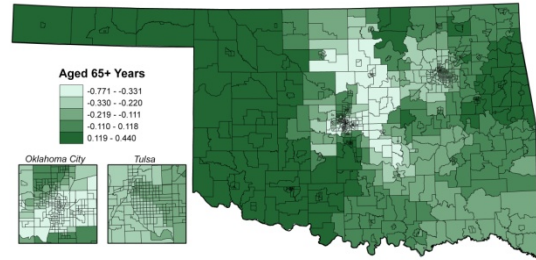 Aged 65+ Years
-0.771 - -0.331
-0.330 - -0.220
-0.219 - -0.111
-0.110 - 0.118
0.119 - 0.440
Oklahoma City
Tulsa